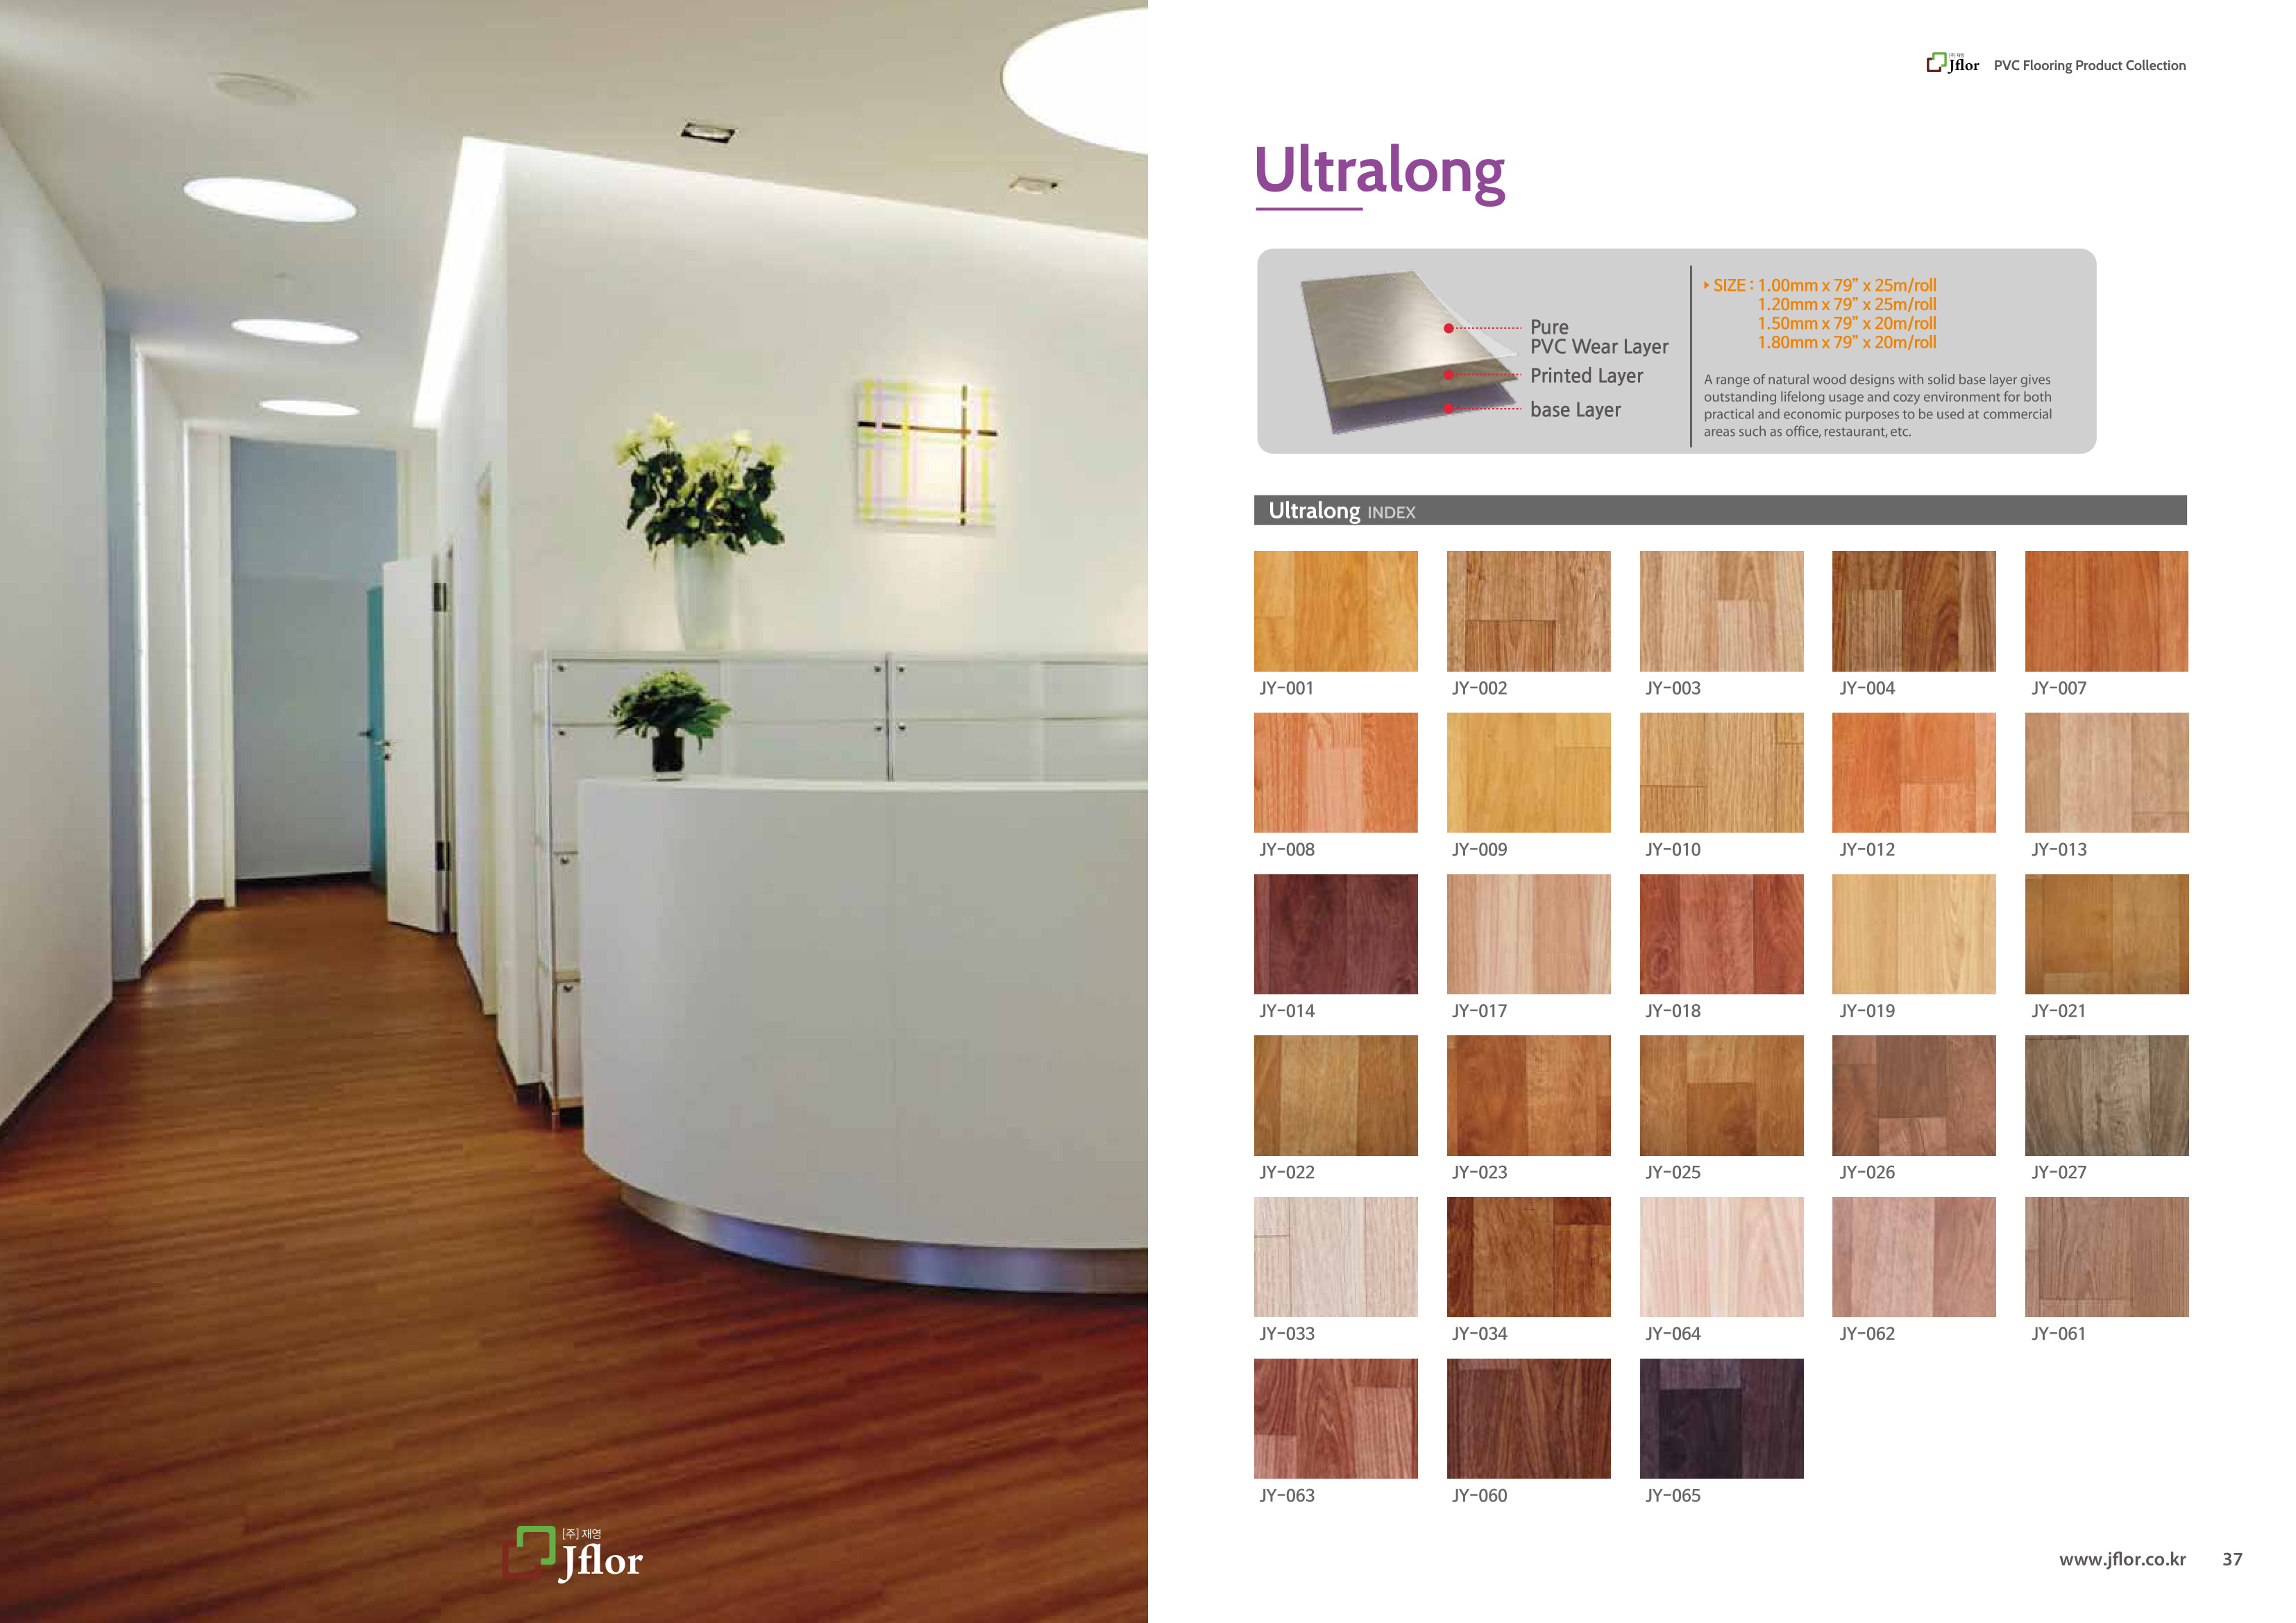 [주] 재영
Jflor
Jflor PVC Flooring Product Collection
Ultralong
Pure
PVC Wear Layer
Printed Layer
base Layer
SIZE : 1.00mm x 79” x 25m/roll
1.20mm x 79” x 25m/roll
1.50mm x 79” x 20m/roll
1.80mm x 79” x 20m/roll
A range of natural wood designs with solid base layer gives
outstanding lifelong usage and cozy environment for both
practical and economic purposes to be used at commercial
areas such as office, restaurant, etc.
Ultralong INDEX
JY-001 JY-002 JY-003 JY-004 JY-007
JY-008 JY-009 JY-010 JY-012 JY-013
JY-014 JY-017 JY-018 JY-019 JY-021
JY-022 JY-023 JY-025 JY-026 JY-027
JY-033 JY-034 JY-064 JY-062 JY-061
JY-063 JY-060 JY-065
www.jflor.co.kr 37